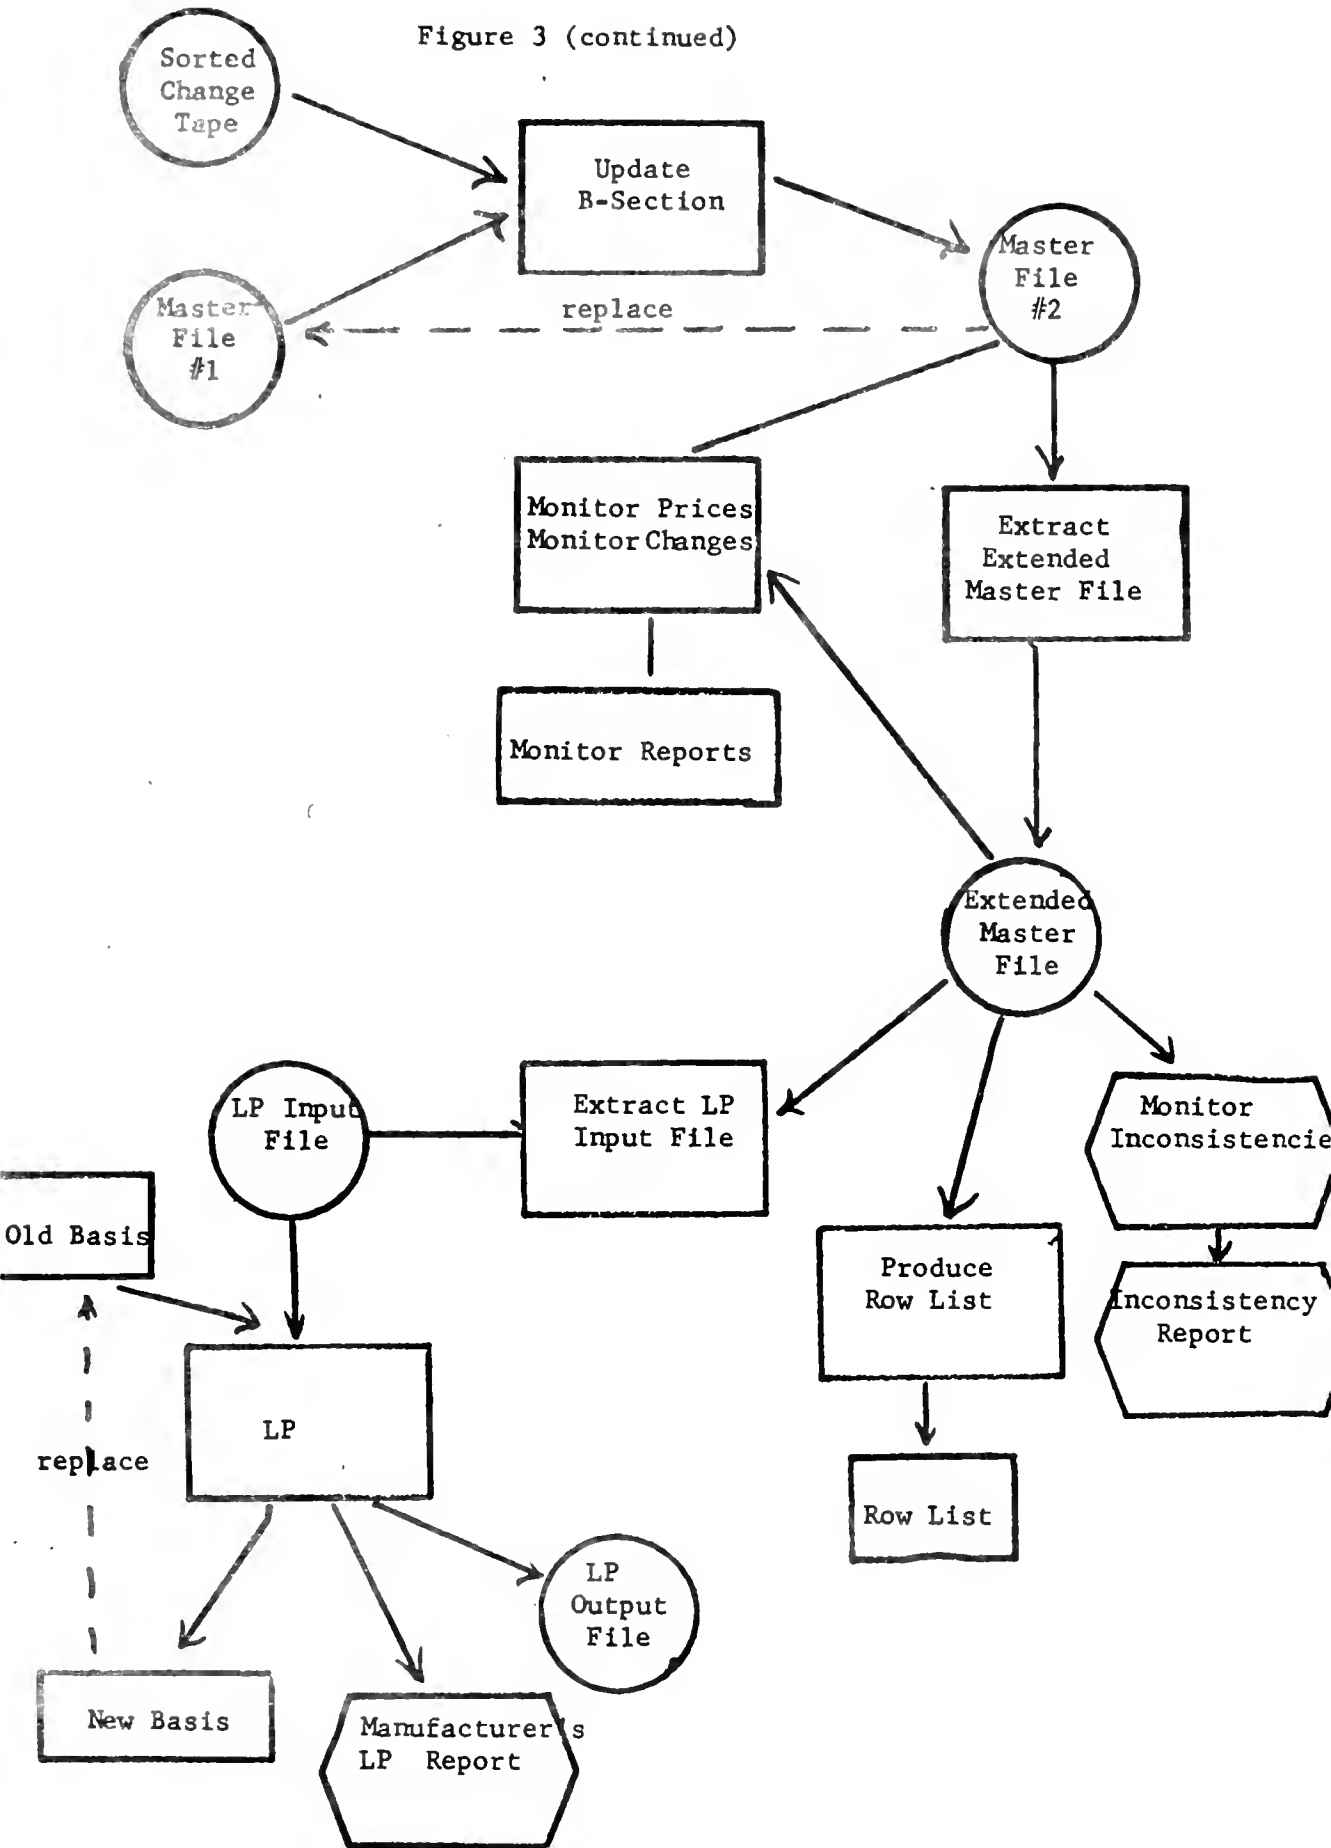 Figure 3 (continued)
Sorted
Change
Tape
Update
B-Section
Master
File
#2
replace
Master
File
#1
Monitor Prices
Monitor Changes
Extract
Extended
Master File
Monitor Reports
Extended
Master
File
LP Input
File
Extract LP
Input File
Monitor
Inconsistencie
Old Basis
Produce
Row List
Inconsistency
Report
LP
replace
Row List
LP
Output
File
New Basis
Manufacturer's
LP Report